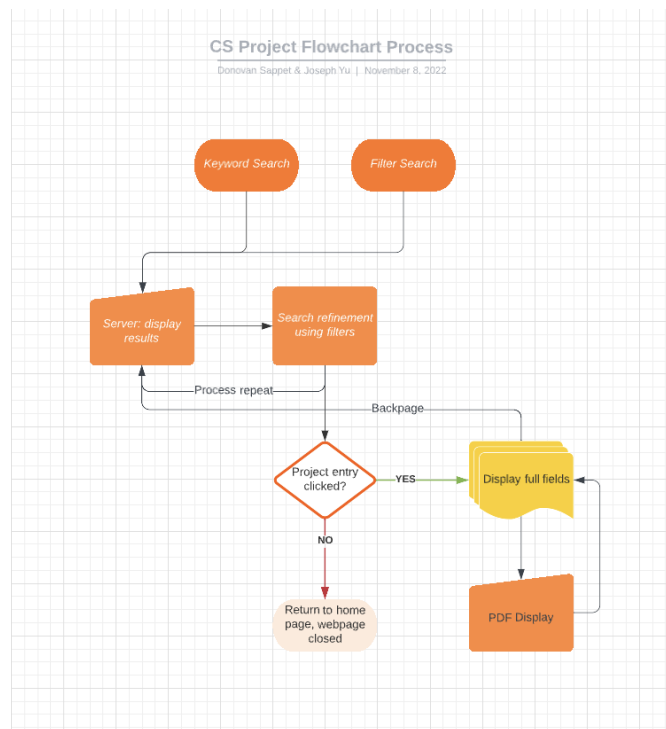 CS Project Flowchart Process
Donovan Sappet & Joseph Yu | November 8, 2022
Keyword Search
Filter Search
Server: display
results
Search refinement
using filters
Process repeat
Backpage
Project entry
clicked?
YES
Display full fields
NO
Return to home
page, webpage
closed
PDF Display